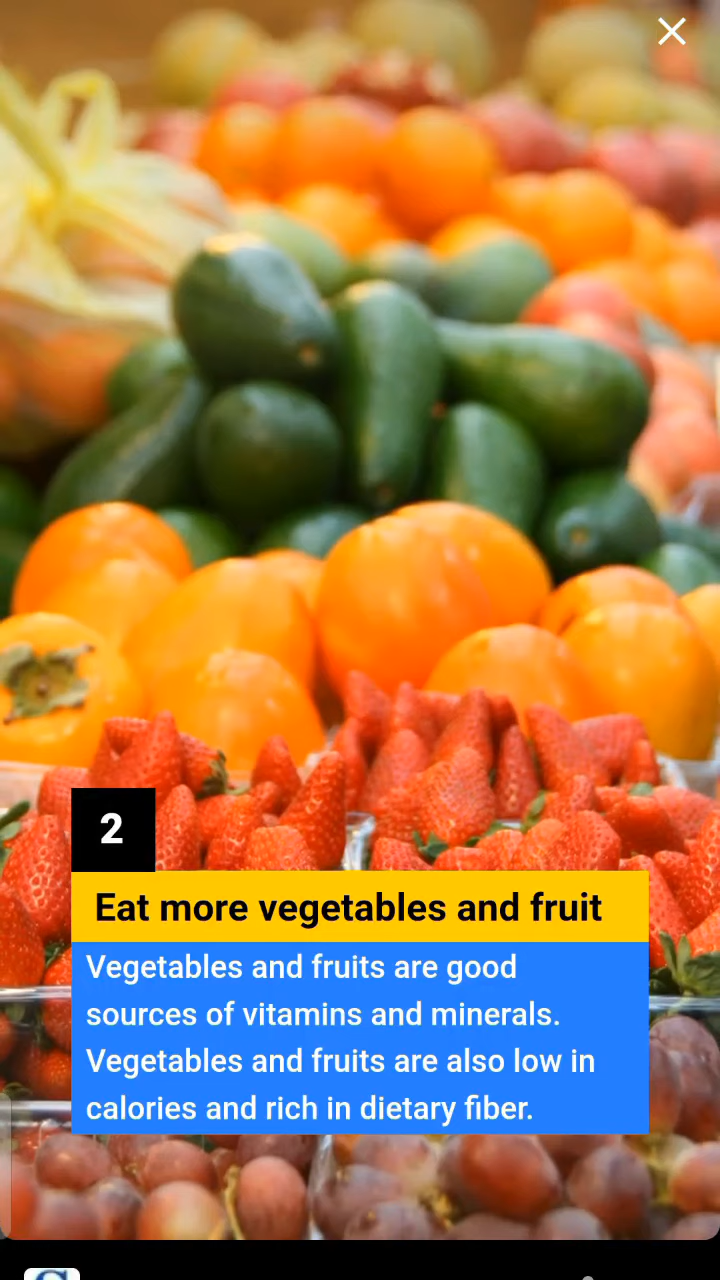 2
Eat more vegetables and fruit
Vegetables and fruits are good
sources of vitamins and minerals.
Vegetables and fruits are also low in
calories and rich in dietary fiber.